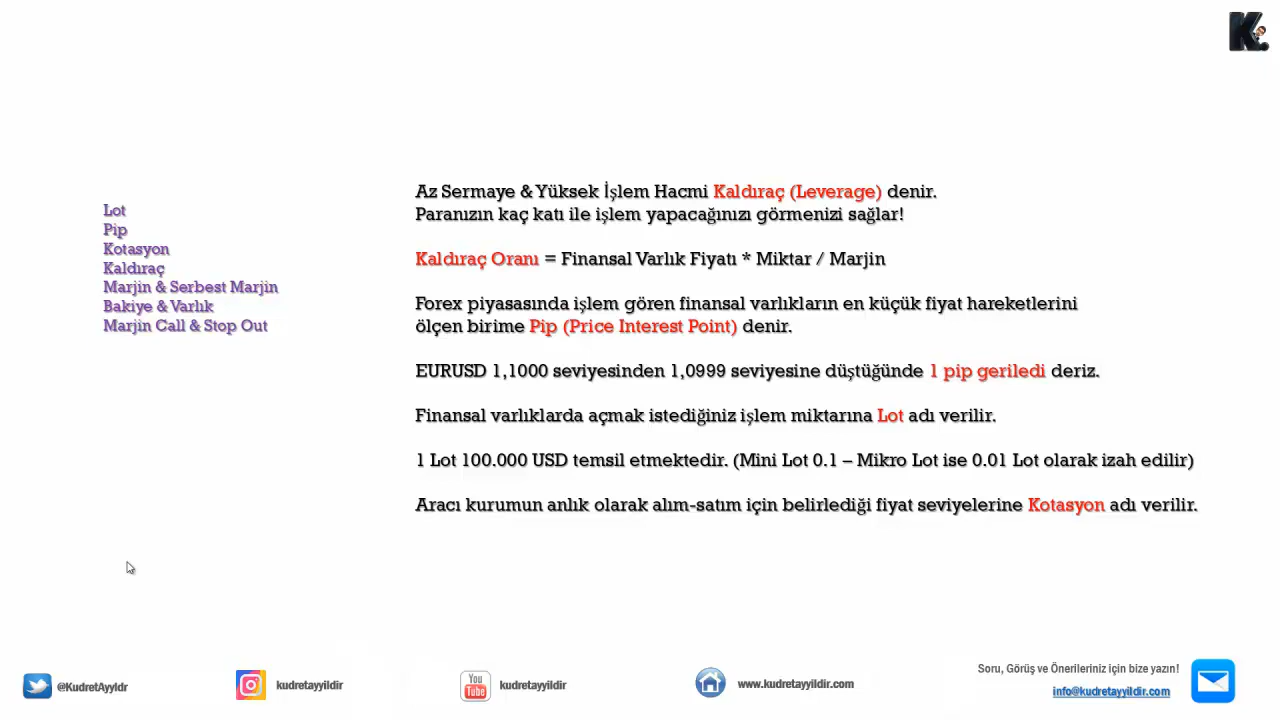 Lot
Pip
Kotasyon
Kaldıraç
Marjin & Serbest Marjin
Bakiye & Varlık
Marjin Call & Stop Out
Az Sermaye & Yüksek İşlem Hacmi Kaldıraç (Leverage) denir.
Paranızın kaç katı ile işlem yapacağınızı görmenizi sağlar!
Kaldıraç Oranı = Finansal Varlık Fiyatı * Miktar / Marjin
Forex piyasasında işlem gören finansal varlıkların en küçük fiyat hareketlerini
ölçen birime Pip (Price Interest Point) denir.
EURUSD 1,1000 seviyesinden 1,0999 seviyesine düştüğünde 1 pip geriledi deriz.
Finansal varlıklarda açmak istediğiniz işlem miktarına Lot adı verilir.
1 Lot 100.000 USD temsil etmektedir. (Mini Lot 0.1 – Mikro Lot ise 0.01 Lot olarak izah edilir)
Aracı kurumun anlık olarak alım-satım için belirlediği fiyat seviyelerine Kotasyon adı verilir.
K
@KudretAyyldr
kudretayyildir
You Tube
kudretayyildir
www.kudretayyildir.com
Soru, Görüş ve Önerileriniz için bize yazın!
info@kudretayyildir.com